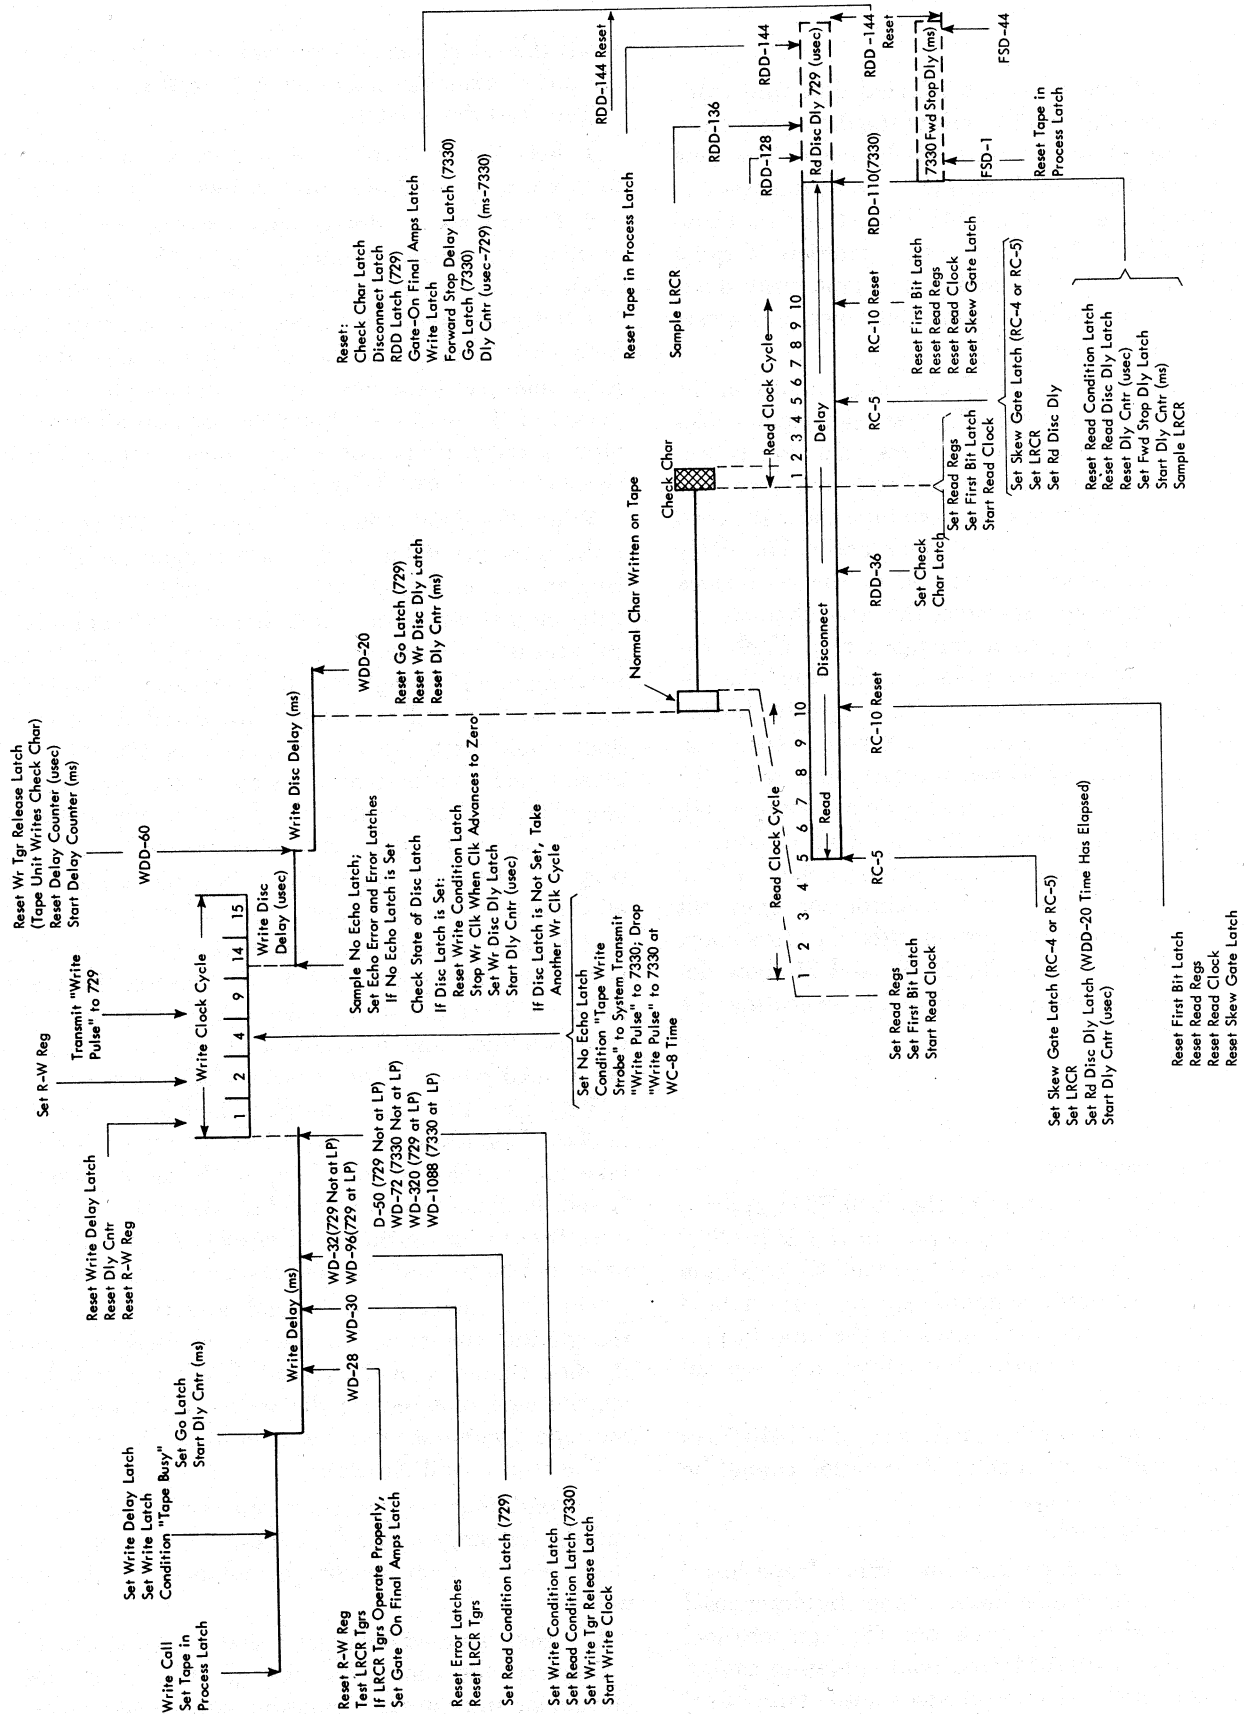 Write Call
Set Tape in
Process Latch
Set Write Delay Latch
Set Write Latch
Condition "Tape Busy"
Set Go Latch
Start Dly Cntr (ms)
Write Delay (ms)
Reset Write Delay Latch
Reset Dly Cntr
Reset R-W Reg
Set R-W Reg
Transmit "Write
Pulse" to 729
Write Clock Cycle
1 2 4 9 14 15
Reset Wr Tgr Release Latch
(Tape Unit Writes Check Char)
Reset Delay Counter (usec)
Start Delay Counter (ms)
WDD-60
Write Disc
Delay (usec)
Write Disc Delay (ms)
WDD-20
Reset Go Latch (729)
Reset Wr Disc Dly Latch
Reset Dly Cntr (ms)
WD-28
WD-30
WD-32(729 Not at LP)
WD-96(729 at LP)
D-50 (729 Not at LP)
WD-72 (7330 Not at LP)
WD-320 (729 at LP)
WD-1088 (7330 at LP)
Reset R-W Reg
Test LRCR Tgrs
If LRCR Tgrs Operate Properly,
Set Gate On Final Amps Latch
Reset Error Latches
Reset LRCR Tgrs
Set Read Condition Latch (729)
Set Write Condition Latch
Set Read Condition Latch (7330)
Set Write Tgr Release Latch
Start Write Clock
Sample No Echo Latch;
Set Echo Error and Error Latches
If No Echo Latch is Set
Check State of Disc Latch
If Disc Latch is Set:
Reset Write Condition Latch
Stop Wr Clk When Clk Advances to Zero
Set Wr Disc Dly Latch
Start Dly Cntr (usec)
If Disc Latch is Not Set, Take
Another Wr Clk Cycle
Set No Echo Latch
Condition "Tape Write
Strobe" to System Transmit
"Write Pulse" to 7330; Drop
"Write Pulse" to 7330 at
WC-8 Time
Reset:
Check Char Latch
Disconnect Latch
RDD Latch (729)
Gate-On Final Amps Latch
Write Latch
Forward Stop Delay Latch (7330)
Go Latch (7330)
Dly Cntr (usec-729) (ms-7330)
RDD-144 Reset
Reset Tape in Process Latch
Sample LRCR
RDD-136
RDD-128
RDD-144
Normal Char Written on Tape
Check Char
Read Clock Cycle
1 2 3 4 5 6 7 8 9 10
Read Clock Cycle
1 2 3 4 5 6 7 8 9 10
Read Disconnect Delay
Rd Disc Dly 729 (usec)
RC-5
RC-10 Reset
RDD-36
RC-5
RC-10 Reset
RDD-110(7330)
RDD-144
Reset
7330 Fwd Stop Dly (ms)
FSD-1
FSD-44
Reset Tape in
Process Latch
Set Read Regs
Set First Bit Latch
Start Read Clock
Set Check
Char Latch
Set Read Regs
Set First Bit Latch
Start Read Clock
Reset First Bit Latch
Reset Read Regs
Reset Read Clock
Reset Skew Gate Latch
Set Skew Gate Latch (RC-4 or RC-5)
Set LRCR
Set Rd Disc Dly
Reset Read Condition Latch
Reset Read Disc Dly Latch
Reset Dly Cntr (usec)
Set Fwd Stop Dly Latch
Start Dly Cntr (ms)
Sample LRCR
Set Skew Gate Latch (RC-4 or RC-5)
Set LRCR
Set Rd Disc Dly Latch (WDD-20 Time Has Elapsed)
Start Dly Cntr (usec)
Reset First Bit Latch
Reset Read Regs
Reset Read Clock
Reset Skew Gate Latch